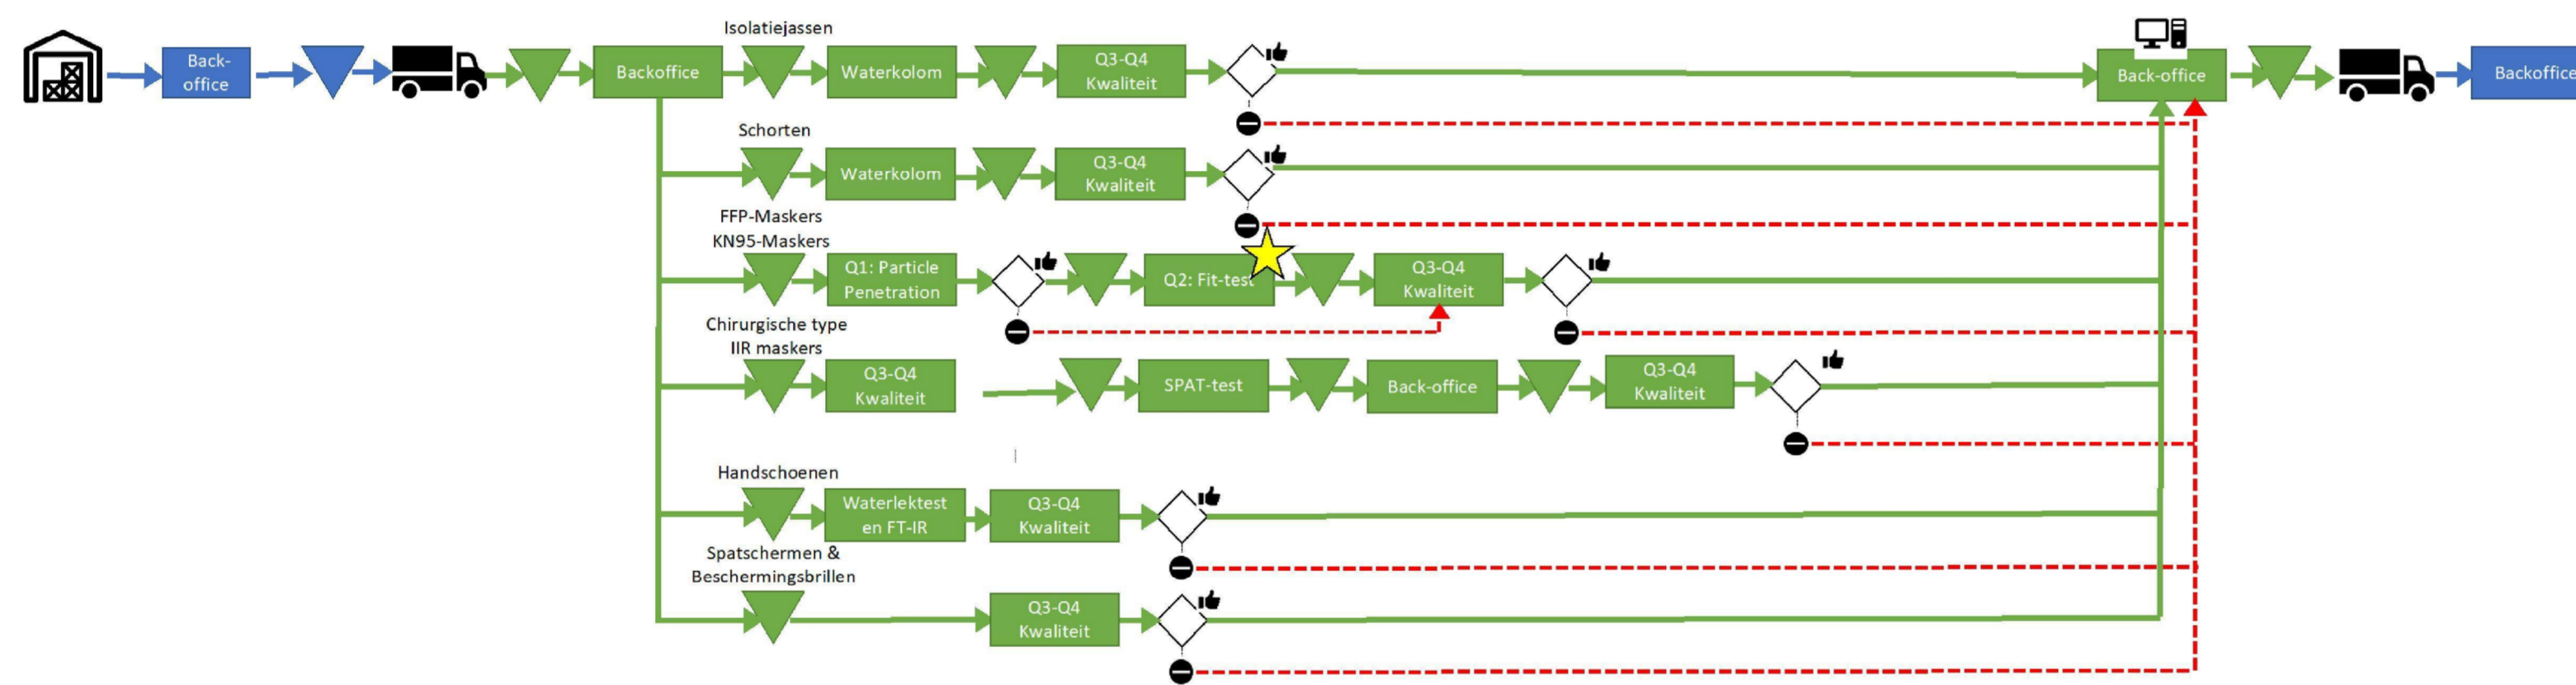 Isolatiejassen
Back-
office
Backoffice
Waterkolom
Q3-Q4
Kwaliteit
Back-office
Backoffice
Schorten
Waterkolom
Q3-Q4
Kwaliteit
FFP-Maskers
KN95-Maskers
Q1: Particle
Penetration
Q2: Fit-test
Q3-Q4
Kwaliteit
Chirurgische type
IIR maskers
Q3-Q4
Kwaliteit
SPAT-test
Back-office
Q3-Q4
Kwaliteit
Handschoenen
Waterlektest
en FT-IR
Q3-Q4
Kwaliteit
Spatschermen &
Beschermingsbrillen
Q3-Q4
Kwaliteit